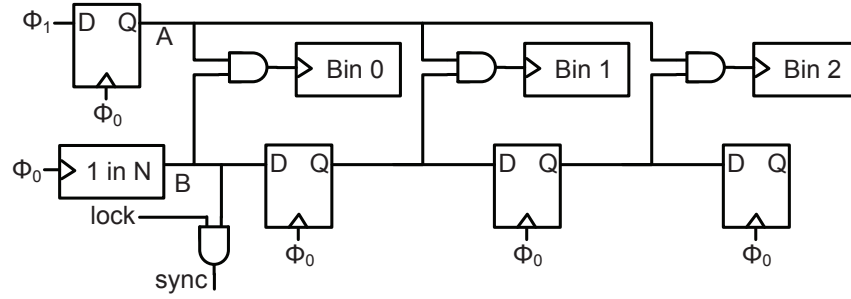 Φ₁ D Q A
Bin 0 Bin 1 Bin 2
Φ₀
Φ₀ 1 in N B D Q D Q D Q
lock
Φ₀ Φ₀ Φ₀
sync